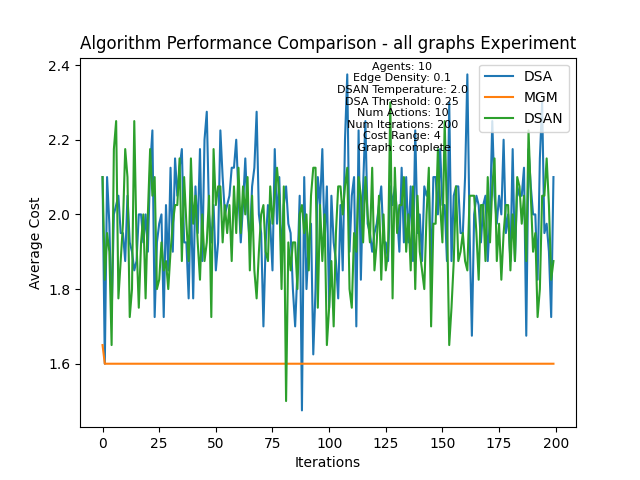 Algorithm Performance Comparison - all graphs Experiment
Agents: 10
Edge Density: 0.1
DSAN Temperature: 2.0
DSA Threshold: 0.25
Num Actions: 10
Num Iterations: 200
Cost Range: 4
Graph: complete
DSA
MGM
DSAN
2.4
2.2
2.0
1.8
1.6
Average Cost
0 25 50 75 100 125 150 175 200
Iterations